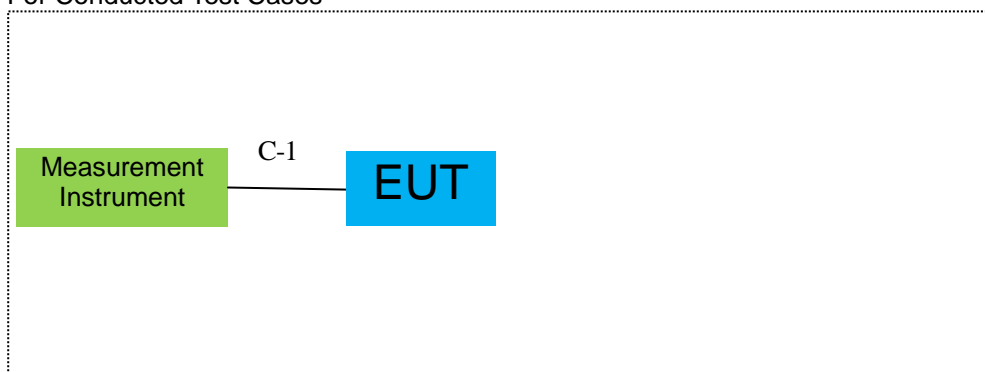 For Conducted Test Cases
C-1
Measurement
Instrument
EUT